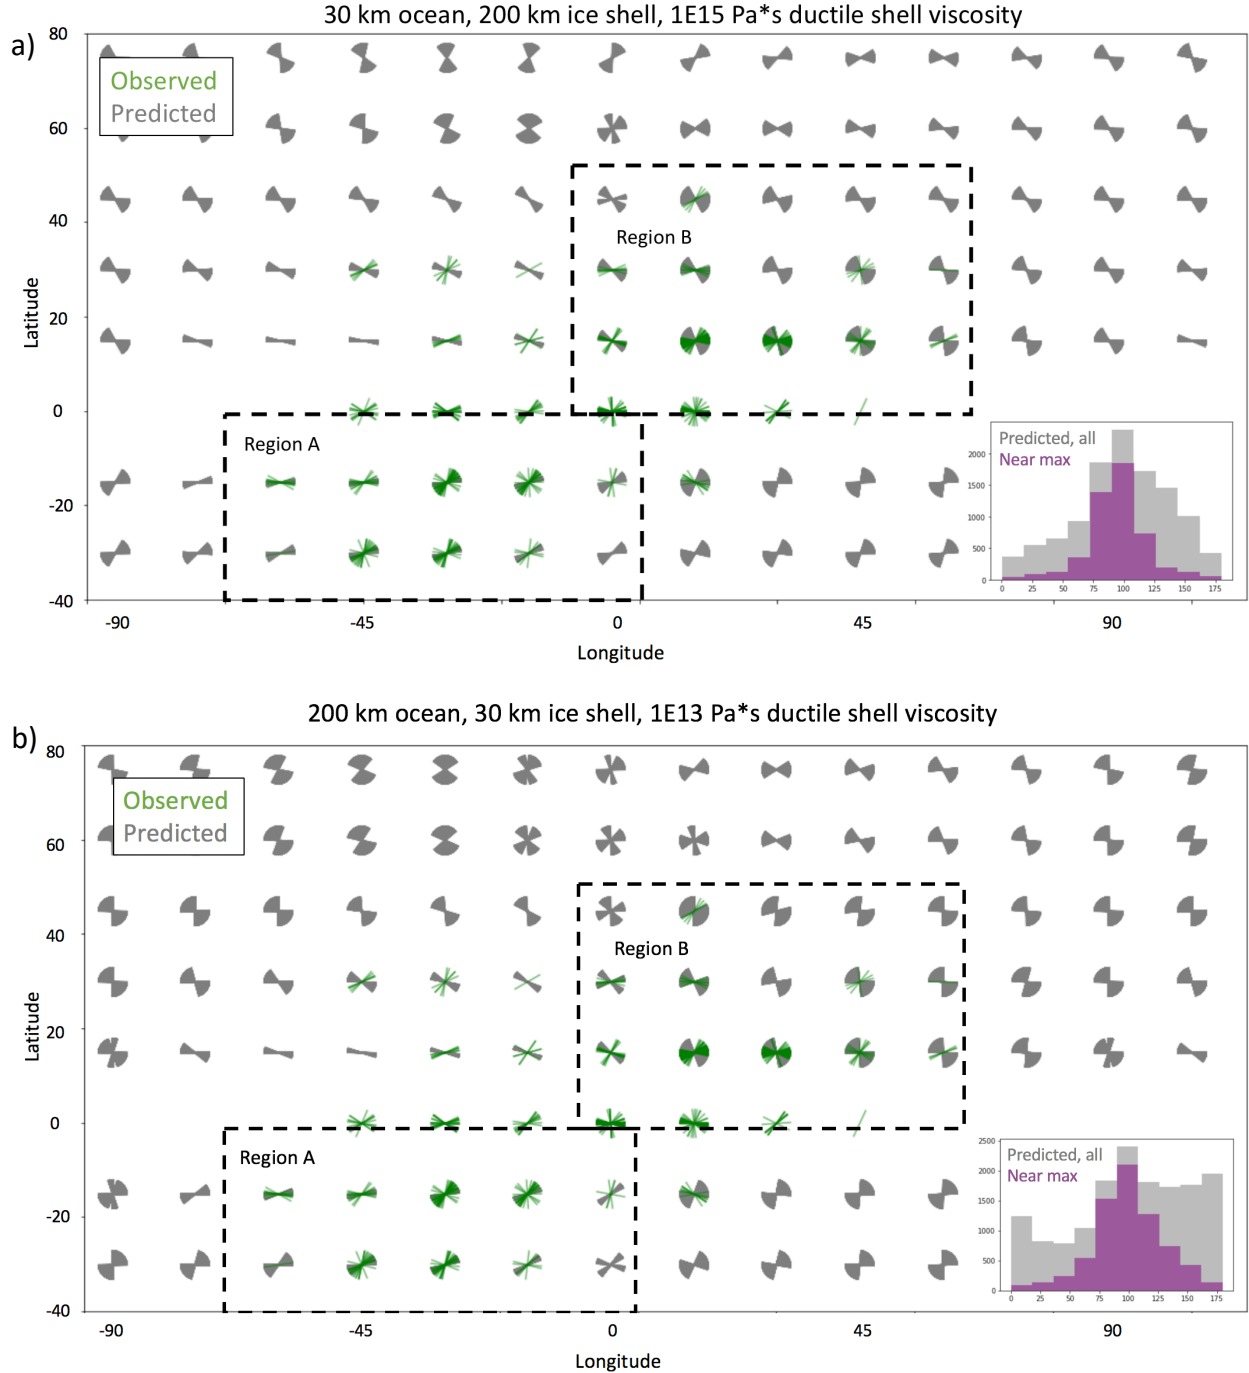 30 km ocean, 200 km ice shell, 1E15 Pa*s ductile shell viscosity
a)
80
Observed
Predicted
60
40
Region B
Latitude
20
0
Region A
Predicted, all
Near max
2000
1500
1000
500
0
0 25 50 75 100 125 150 175
-20
-40
-90 -45 0 45 90
Longitude
200 km ocean, 30 km ice shell, 1E13 Pa*s ductile shell viscosity
b)
80
Observed
Predicted
60
40
Region B
Latitude
20
0
Region A
Predicted, all
Near max
2500
2000
1500
1000
500
0
0 25 50 75 100 125 150 175
-20
-40
-90 -45 0 45 90
Longitude